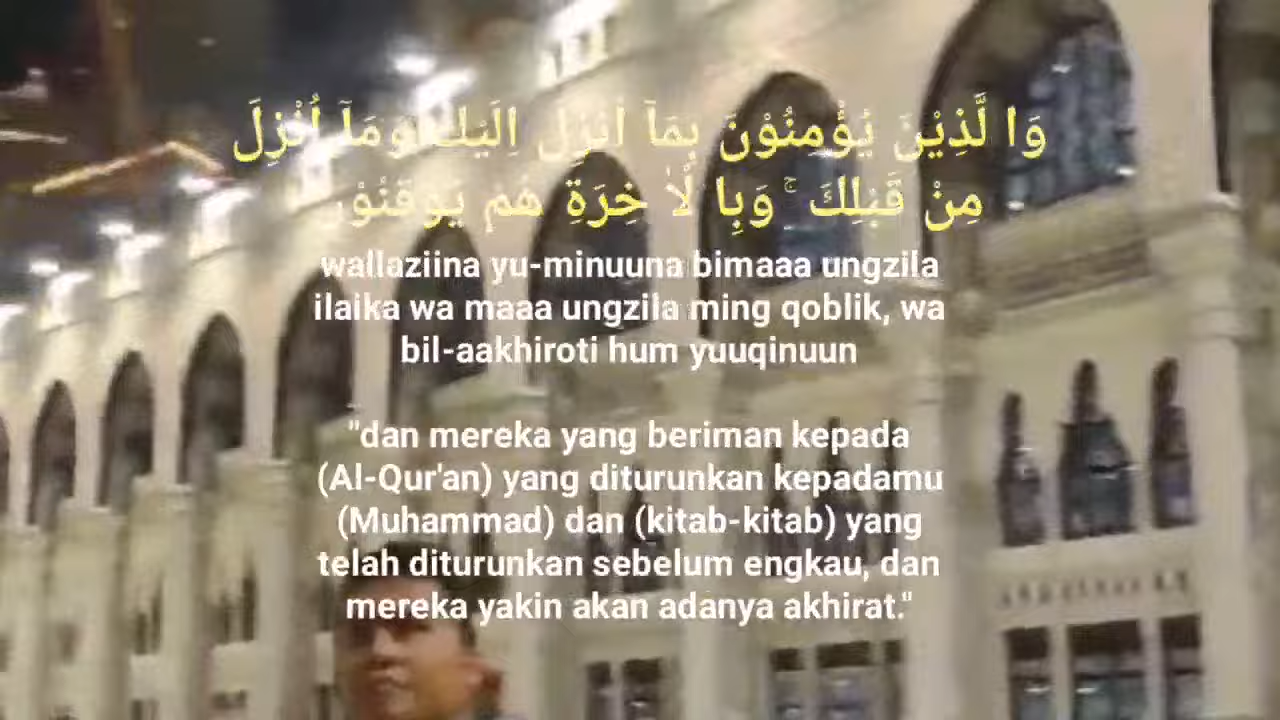 وَا لَّذِيْنَ يُؤْمِنُوْنَ بِمَاۤ اُنْزِلَ اِلَيْكَ وَمَاۤ اُنْزِلَ
مِنْ قَبْلِكَ ۚ وَبِا لْاٰ خِرَةِ هُمْ يُوْقِنُوْنَ
wallaziina yu-minuuna bimaaa ungzila
ilaika wa maaa ungzila ming qoblik, wa
bil-aakhiroti hum yuuqinuun
"dan mereka yang beriman kepada
(Al-Qur'an) yang diturunkan kepadamu
(Muhammad) dan (kitab-kitab) yang
telah diturunkan sebelum engkau, dan
mereka yakin akan adanya akhirat."